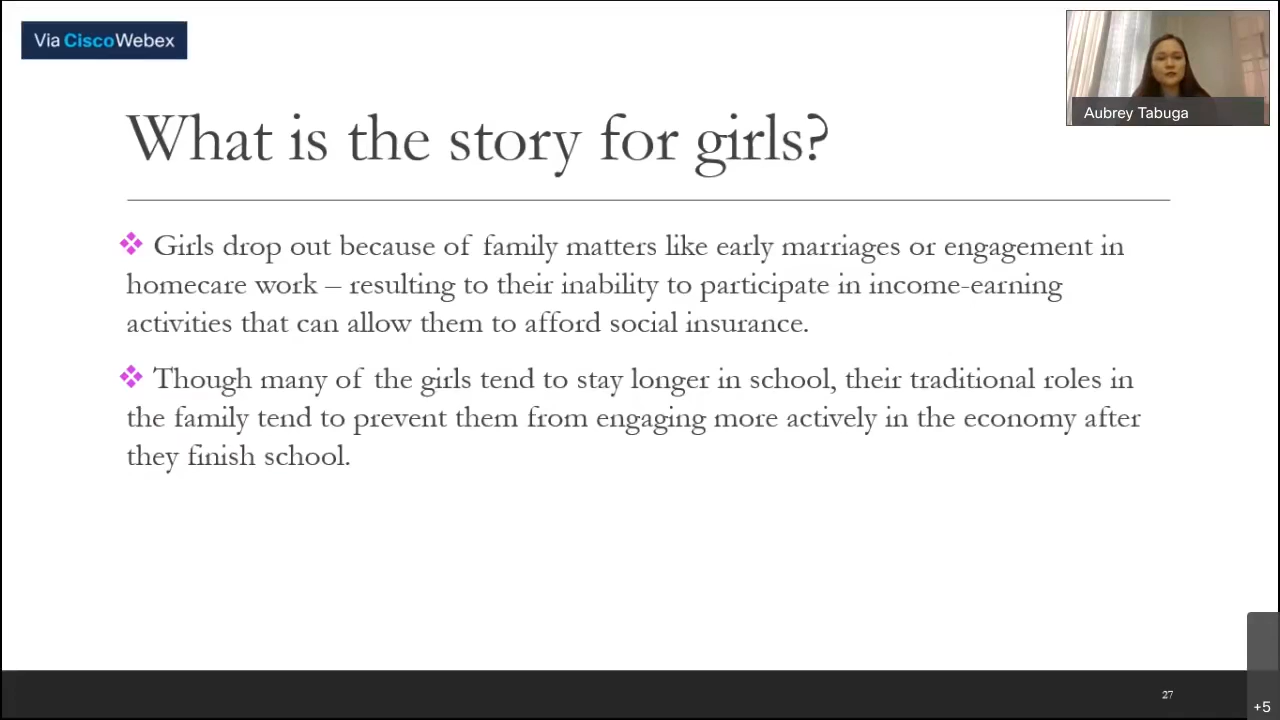 Via CiscoWebex
Aubrey Tabuga
What is the story for girls?
❖ Girls drop out because of family matters like early marriages or engagement in
homecare work – resulting to their inability to participate in income-earning
activities that can allow them to afford social insurance.
❖ Though many of the girls tend to stay longer in school, their traditional roles in
the family tend to prevent them from engaging more actively in the economy after
they finish school.
27
+5